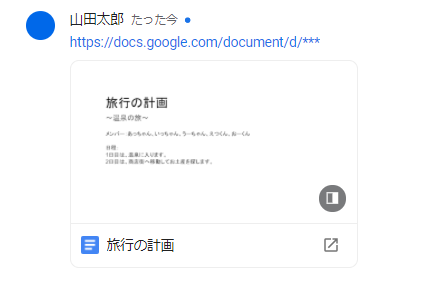 山田太郎 たった今
https://docs.google.com/document/d/***
旅行の計画
～温泉の旅～
メンバー: あっちゃん、いっちゃん、うーちゃん、えつくん、おーくん
日程:
1日目は、温泉に入ります。
2日目は、商店街へ移動してお土産を探します。
旅行の計画